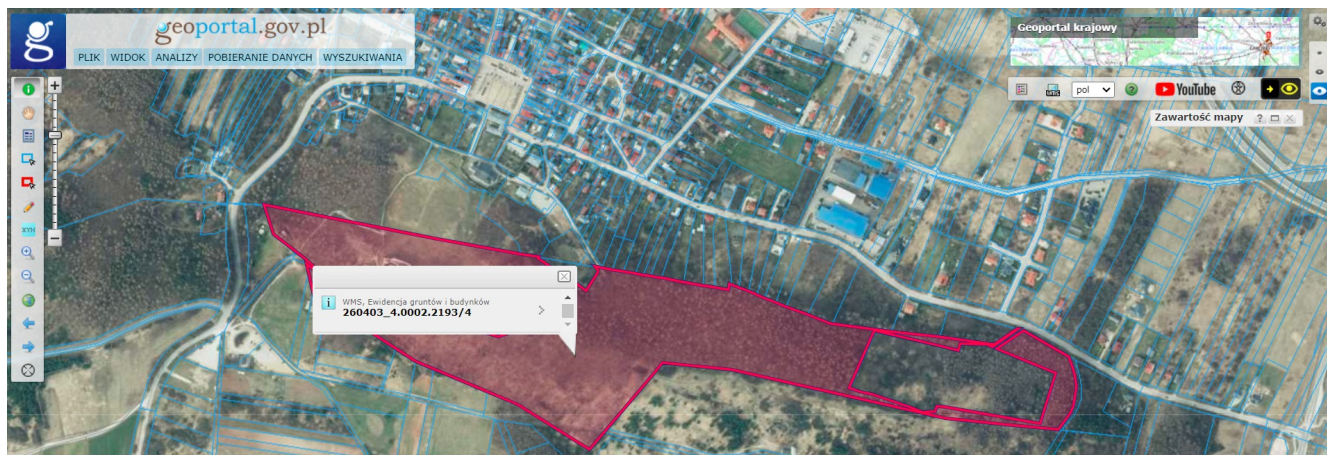 geoportal.gov.pl
PLIK WIDOK ANALIZY POBIERANIE DANYCH WYSZUKIWANIA
Geoportal krajowy
pol
YouTube
Zawartość mapy
XYH
WMS, Ewidencja gruntów i budynków
260403_4.0002.2193/4